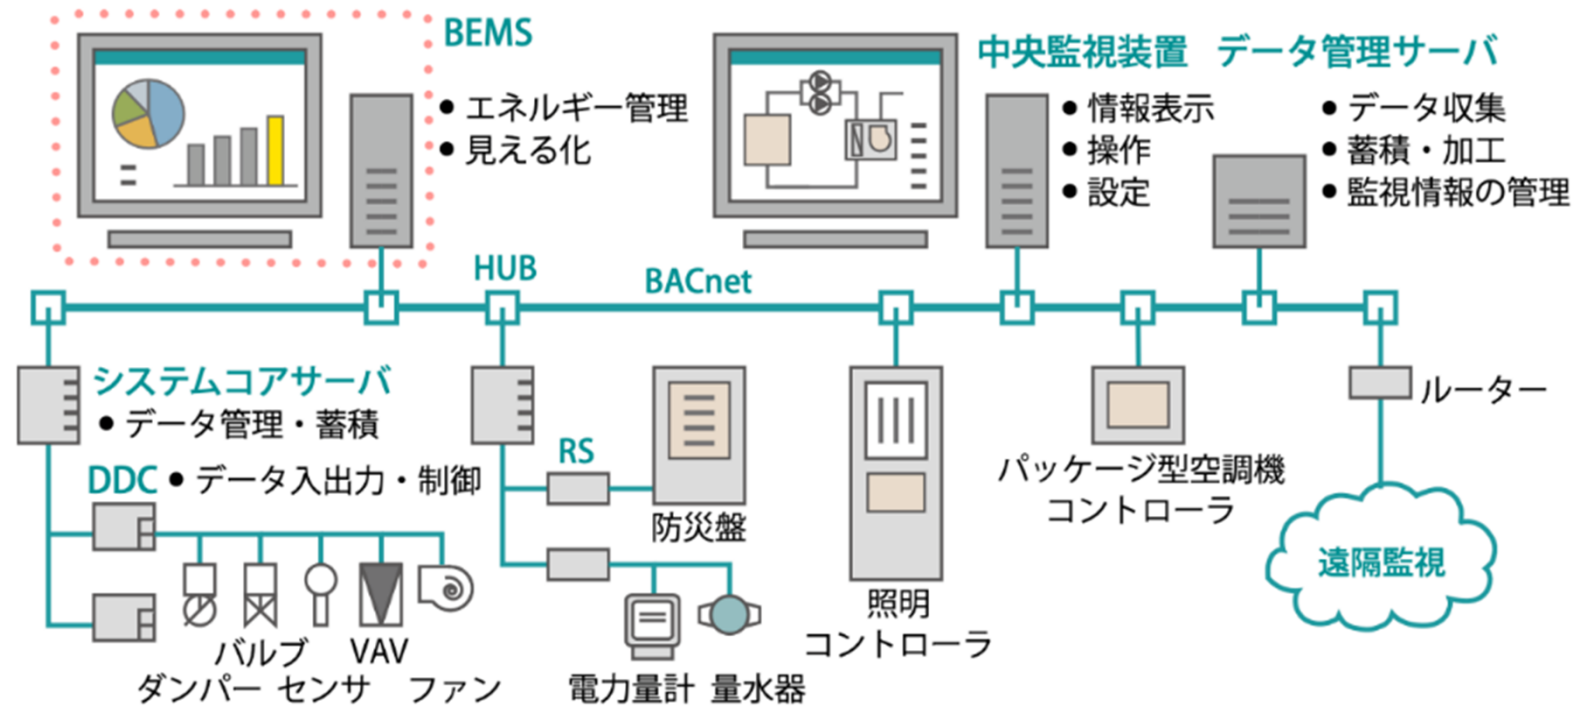 BEMS
● エネルギー管理
● 見える化
中央監視装置
● 情報表示
● 操作
● 設定
データ管理サーバ
● データ収集
● 蓄積・加工
● 監視情報の管理
HUB
BACnet
システムコアサーバ
● データ管理・蓄積
DDC ● データ入出力・制御
バルブ VAV
ダンパー センサ ファン
RS
防災盤
電力量計 量水器
照明
コントローラ
パッケージ型空調機
コントローラ
ルーター
遠隔監視